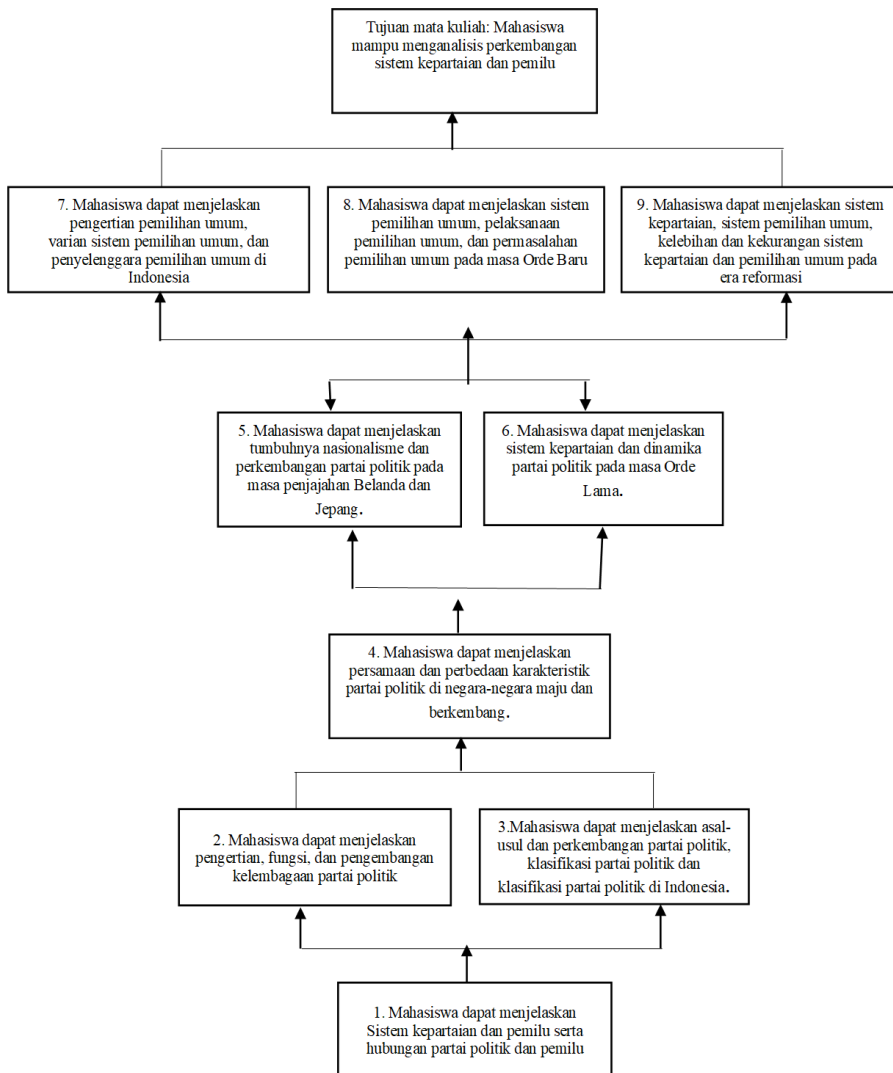 Tujuan mata kuliah: Mahasiswa
mampu menganalisis perkembangan
sistem kepartaian dan pemilu
7. Mahasiswa dapat menjelaskan
pengertian pemilihan umum,
varian sistem pemilihan umum, dan
penyelenggara pemilihan umum di
Indonesia
8. Mahasiswa dapat menjelaskan sistem
pemilihan umum, pelaksanaan
pemilihan umum, dan permasalahan
pemilihan umum pada masa Orde Baru
9. Mahasiswa dapat menjelaskan sistem
kepartaian, sistem pemilihan umum,
kelebihan dan kekurangan sistem
kepartaian dan pemilihan umum pada
era reformasi
5. Mahasiswa dapat menjelaskan
tumbuhnya nasionalisme dan
perkembangan partai politik pada
masa penjajahan Belanda dan
Jepang.
6. Mahasiswa dapat menjelaskan
sistem kepartaian dan dinamika
partai politik pada masa Orde
Lama.
4. Mahasiswa dapat menjelaskan
persamaan dan perbedaan karakteristik
partai politik di negara-negara maju dan
berkembang.
2. Mahasiswa dapat menjelaskan
pengertian, fungsi, dan pengembangan
kelembagaan partai politik
3.Mahasiswa dapat menjelaskan asal-
usul dan perkembangan partai politik,
klasifikasi partai politik dan
klasifikasi partai politik di Indonesia.
1. Mahasiswa dapat menjelaskan
Sistem kepartaian dan pemilu serta
hubungan partai politik dan pemilu